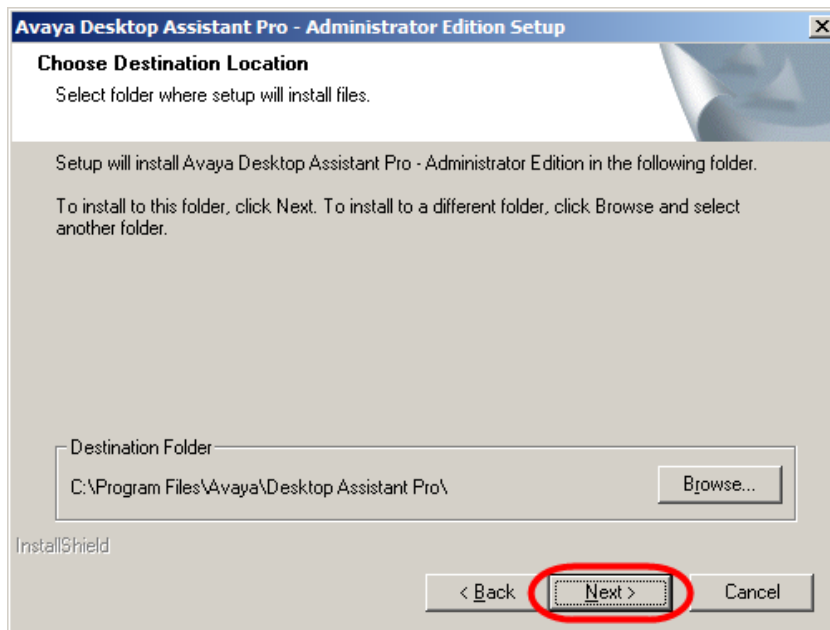 Avaya Desktop Assistant Pro - Administrator Edition Setup
Choose Destination Location
Select folder where setup will install files.
Setup will install Avaya Desktop Assistant Pro - Administrator Edition in the following folder.
To install to this folder, click Next. To install to a different folder, click Browse and select
another folder.
Destination Folder
C:\Program Files\Avaya\Desktop Assistant Pro\
Browse...
InstallShield
< Back
Next >
Cancel